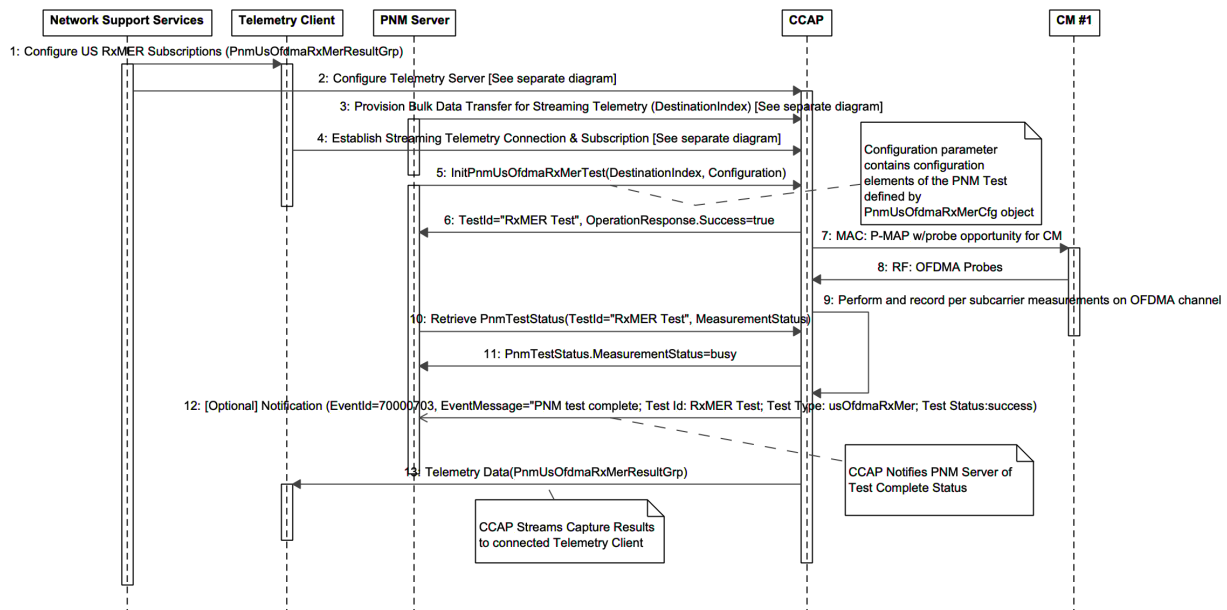 Network Support Services
Telemetry Client
PNM Server
CCAP
CM #1
1: Configure US RxMER Subscriptions (PnmUsOfdmaRxMerResultGrp)
2: Configure Telemetry Server [See separate diagram]
3: Provision Bulk Data Transfer for Streaming Telemetry (DestinationIndex) [See separate diagram]
4: Establish Streaming Telemetry Connection & Subscription [See separate diagram]
Configuration parameter
contains configuration
elements of the PNM Test
defined by
PnmUsOfdmaRxMerCfg object
5: InitPnmUsOfdmaRxMerTest(DestinationIndex, Configuration)
6: TestId="RxMER Test", OperationResponse.Success=true
7: MAC: P-MAP w/probe opportunity for CM
8: RF: OFDMA Probes
9: Perform and record per subcarrier measurements on OFDMA channel
10: Retrieve PnmTestStatus(TestId="RxMER Test", MeasurementStatus)
11: PnmTestStatus.MeasurementStatus=busy
12: [Optional] Notification (EventId=70000703, EventMessage="PNM test complete; Test Id: RxMER Test; Test Type: usOfdmaRxMer; Test Status:success)
CCAP Notifies PNM Server of
Test Complete Status
13: Telemetry Data(PnmUsOfdmaRxMerResultGrp)
CCAP Streams Capture Results
to connected Telemetry Client